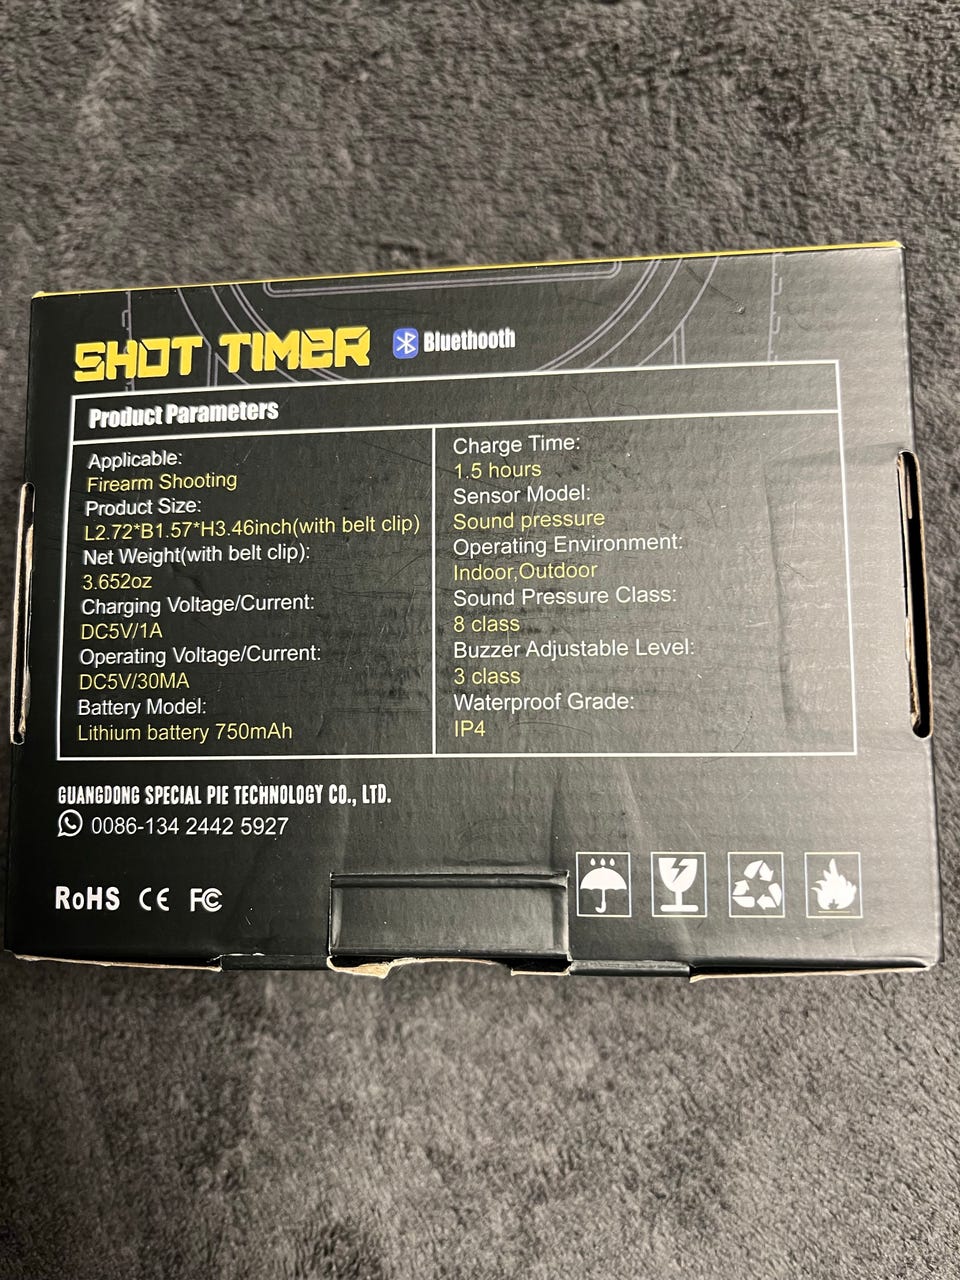 SHOT TIMER Bluethooth
Product Parameters
Applicable:
Firearm Shooting
Product Size:
L2.72*B1.57*H3.46inch(with belt clip)
Net Weight(with belt clip):
3.652oz
Charging Voltage/Current:
DC5V/1A
Operating Voltage/Current:
DC5V/30MA
Battery Model:
Lithium battery 750mAh
Charge Time:
1.5 hours
Sensor Model:
Sound pressure
Operating Environment:
Indoor,Outdoor
Sound Pressure Class:
8 class
Buzzer Adjustable Level:
3 class
Waterproof Grade:
IP4
GUANGDONG SPECIAL PIE TECHNOLOGY CO., LTD.
0086-134 2442 5927
RoHS CE FC